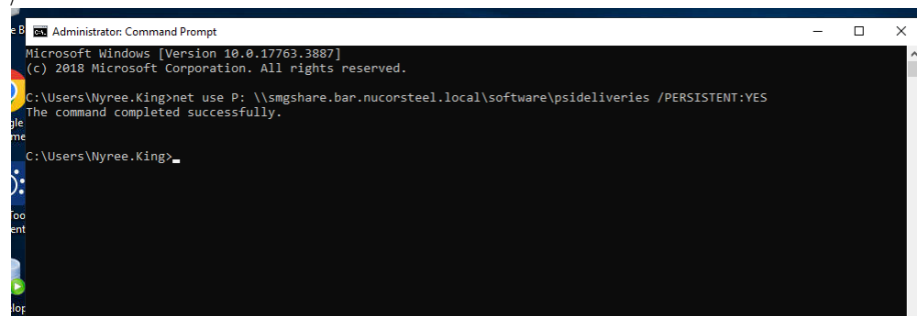 Administrator: Command Prompt
Microsoft Windows [Version 10.0.17763.3887]
(c) 2018 Microsoft Corporation. All rights reserved.
C:\Users\Nyree.King>net use P: \\smgshare.bar.nucorsteel.local\software\psideliveries /PERSISTENT:YES
The command completed successfully.
C:\Users\Nyree.King>